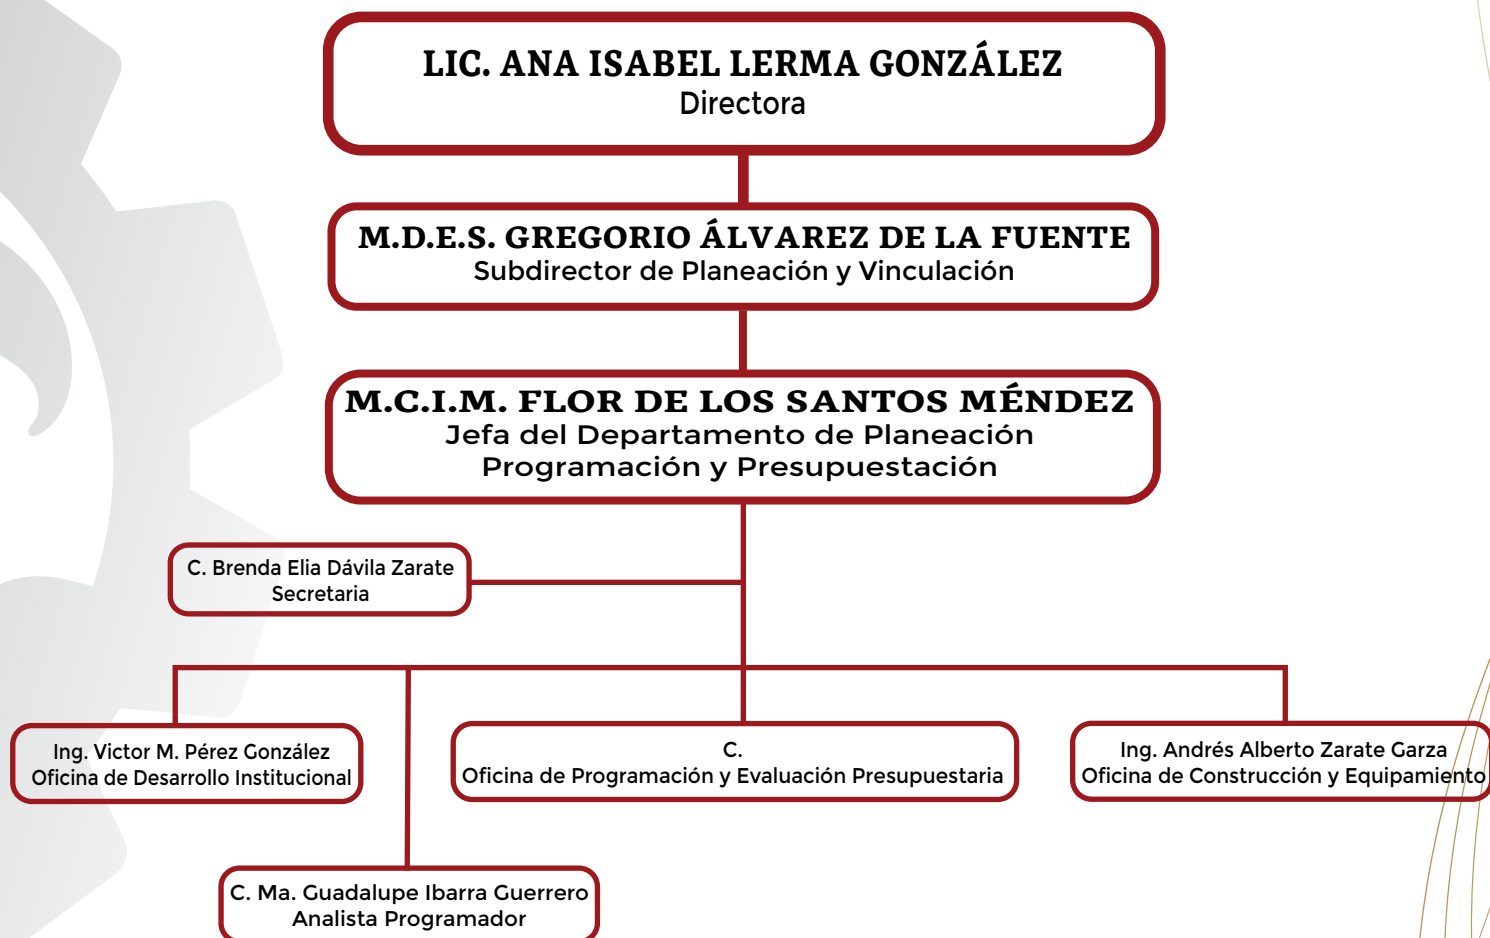 LIC. ANA ISABEL LERMA GONZÁLEZ
Directora
M.D.E.S. GREGORIO ÁLVAREZ DE LA FUENTE
Subdirector de Planeación y Vinculación
M.C.I.M. FLOR DE LOS SANTOS MÉNDEZ
Jefa del Departamento de Planeación
Programación y Presupuestación
C. Brenda Elia Dávila Zarate
Secretaria
Ing. Victor M. Pérez González
Oficina de Desarrollo Institucional
C.
Oficina de Programación y Evaluación Presupuestaria
Ing. Andrés Alberto Zarate Garza
Oficina de Construcción y Equipamiento
C. Ma. Guadalupe Ibarra Guerrero
Analista Programador